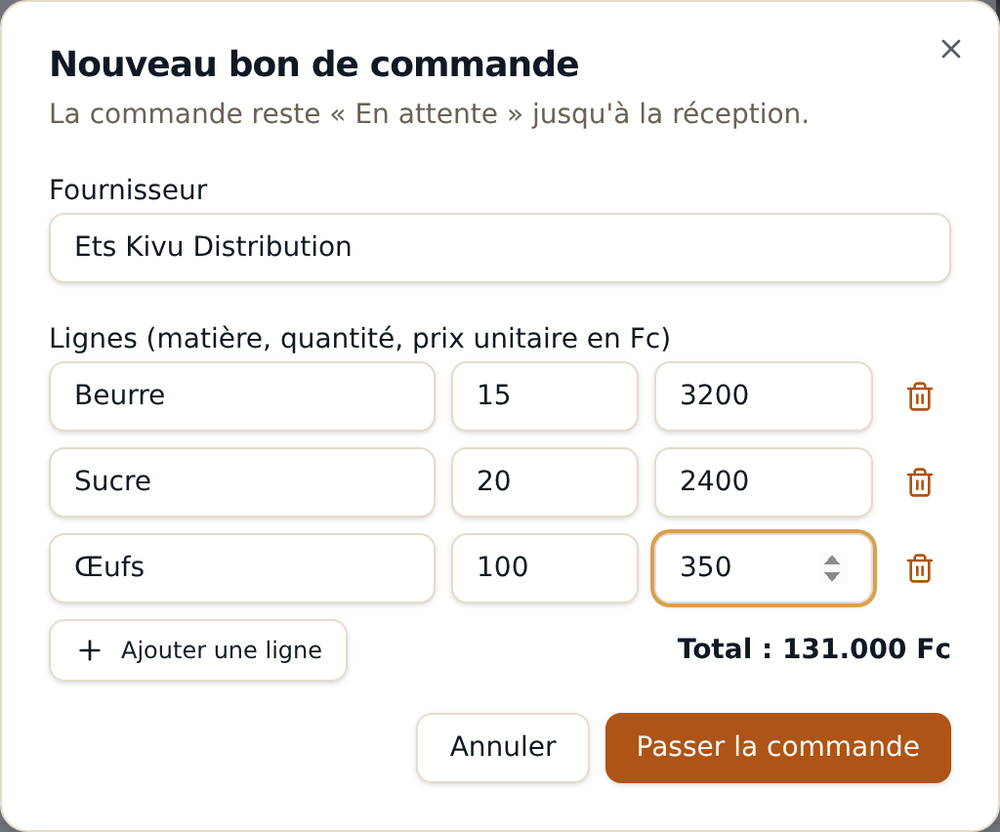 Nouveau bon de commande
La commande reste « En attente » jusqu'à la réception.
Fournisseur
Ets Kivu Distribution
Lignes (matière, quantité, prix unitaire en Fc)
Beurre 15 3200
Sucre 20 2400
Œufs 100 350
Ajouter une ligne Total : 131.000 Fc
Annuler Passer la commande